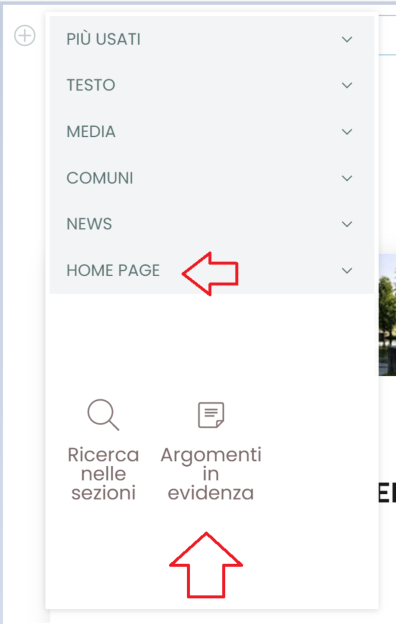 PIÙ USATI
TESTO
MEDIA
COMUNI
NEWS
HOME PAGE
Ricerca
nelle
sezioni
Argomenti
in
evidenza